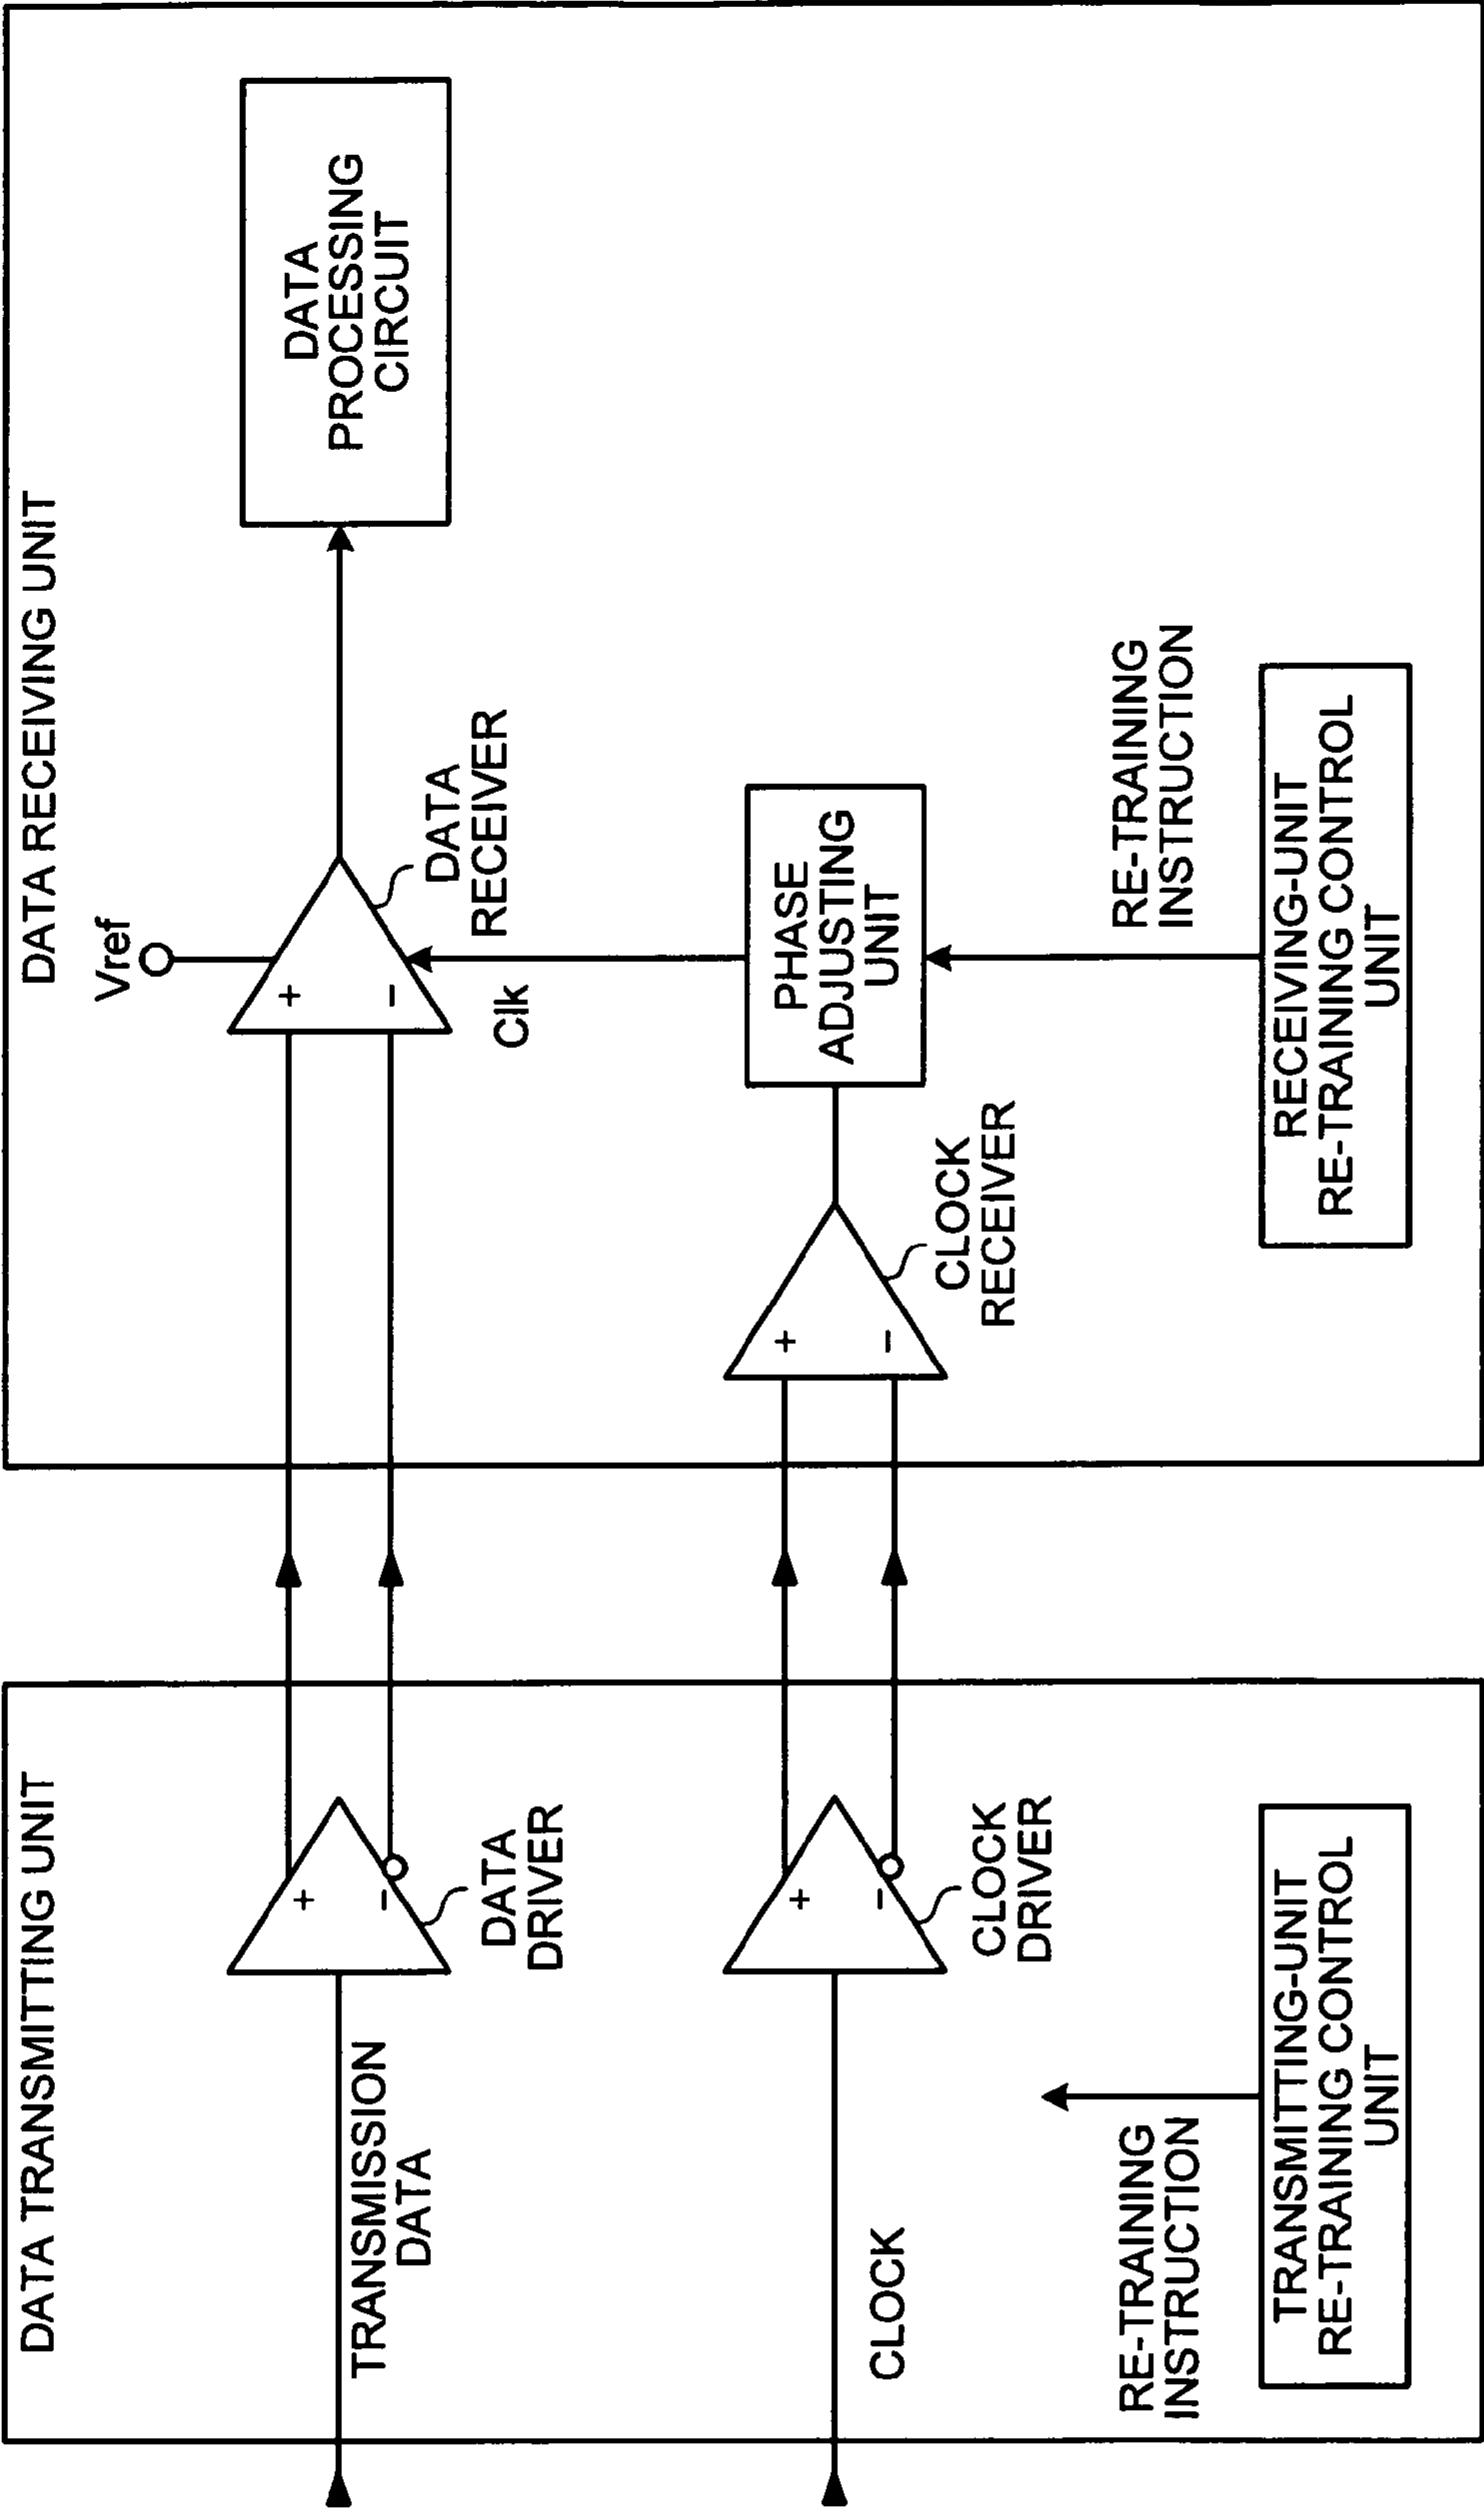 DATA TRANSMITTING UNIT
TRANSMISSION
DATA
+
-
DATA
DRIVER
CLOCK
+
-
CLOCK
DRIVER
RE-TRAINING
INSTRUCTION
TRANSMITTING-UNIT
RE-TRAINING CONTROL
UNIT
DATA RECEIVING UNIT
Vref
+
-
DATA
RECEIVER
Clk
DATA
PROCESSING
CIRCUIT
+
-
CLOCK
RECEIVER
PHASE
ADJUSTING
UNIT
RE-TRAINING
INSTRUCTION
RECEIVING-UNIT
RE-TRAINING CONTROL
UNIT